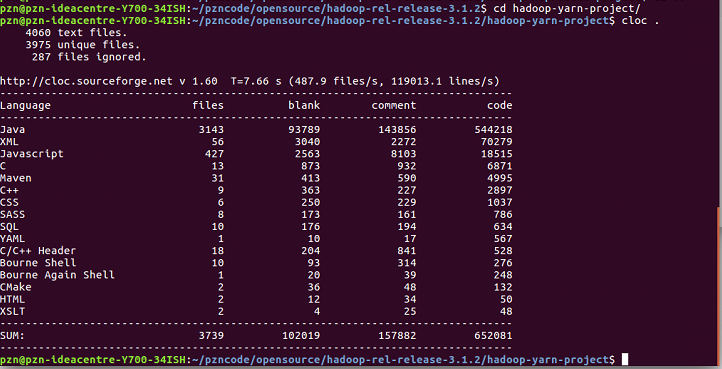 pzn@pzn-ideacentre-Y700-34ISH:~/pzncode/opensource/hadoop-rel-release-3.1.2$ cd hadoop-yarn-project/
pzn@pzn-ideacentre-Y700-34ISH:~/pzncode/opensource/hadoop-rel-release-3.1.2/hadoop-yarn-project$ cloc .
    4060 text files.
    3975 unique files.
     287 files ignored.

http://cloc.sourceforge.net v 1.60  T=7.66 s (487.9 files/s, 119013.1 lines/s)
--------------------------------------------------------------------------------
Language                      files          blank        comment           code
--------------------------------------------------------------------------------
Java                           3143          93789         143856         544218
XML                              56           3040           2272          70279
Javascript                      427           2563           8103          18515
C                                13            873            932           6871
Maven                            31            413            590           4995
C++                               9            363            227           2897
CSS                               6            250            229           1037
SASS                              8            173            161            786
SQL                              10            176            194            634
YAML                              1             10             17            567
C/C++ Header                     18            204            841            528
Bourne Shell                     10             93            314            276
Bourne Again Shell                1             20             39            248
CMake                             2             36             48            132
HTML                              2             12             34             50
XSLT                              2              4             25             48
--------------------------------------------------------------------------------
SUM:                           3739         102019         157882         652081
--------------------------------------------------------------------------------
pzn@pzn-ideacentre-Y700-34ISH:~/pzncode/opensource/hadoop-rel-release-3.1.2/hadoop-yarn-project$